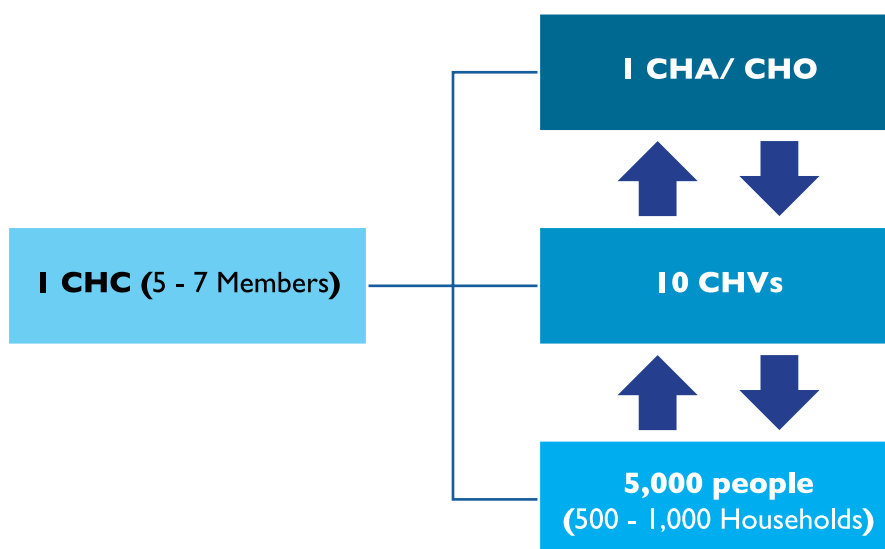 1 CHA/ CHO
1 CHC (5 - 7 Members)
10 CHVs
5,000 people
(500 - 1,000 Households)